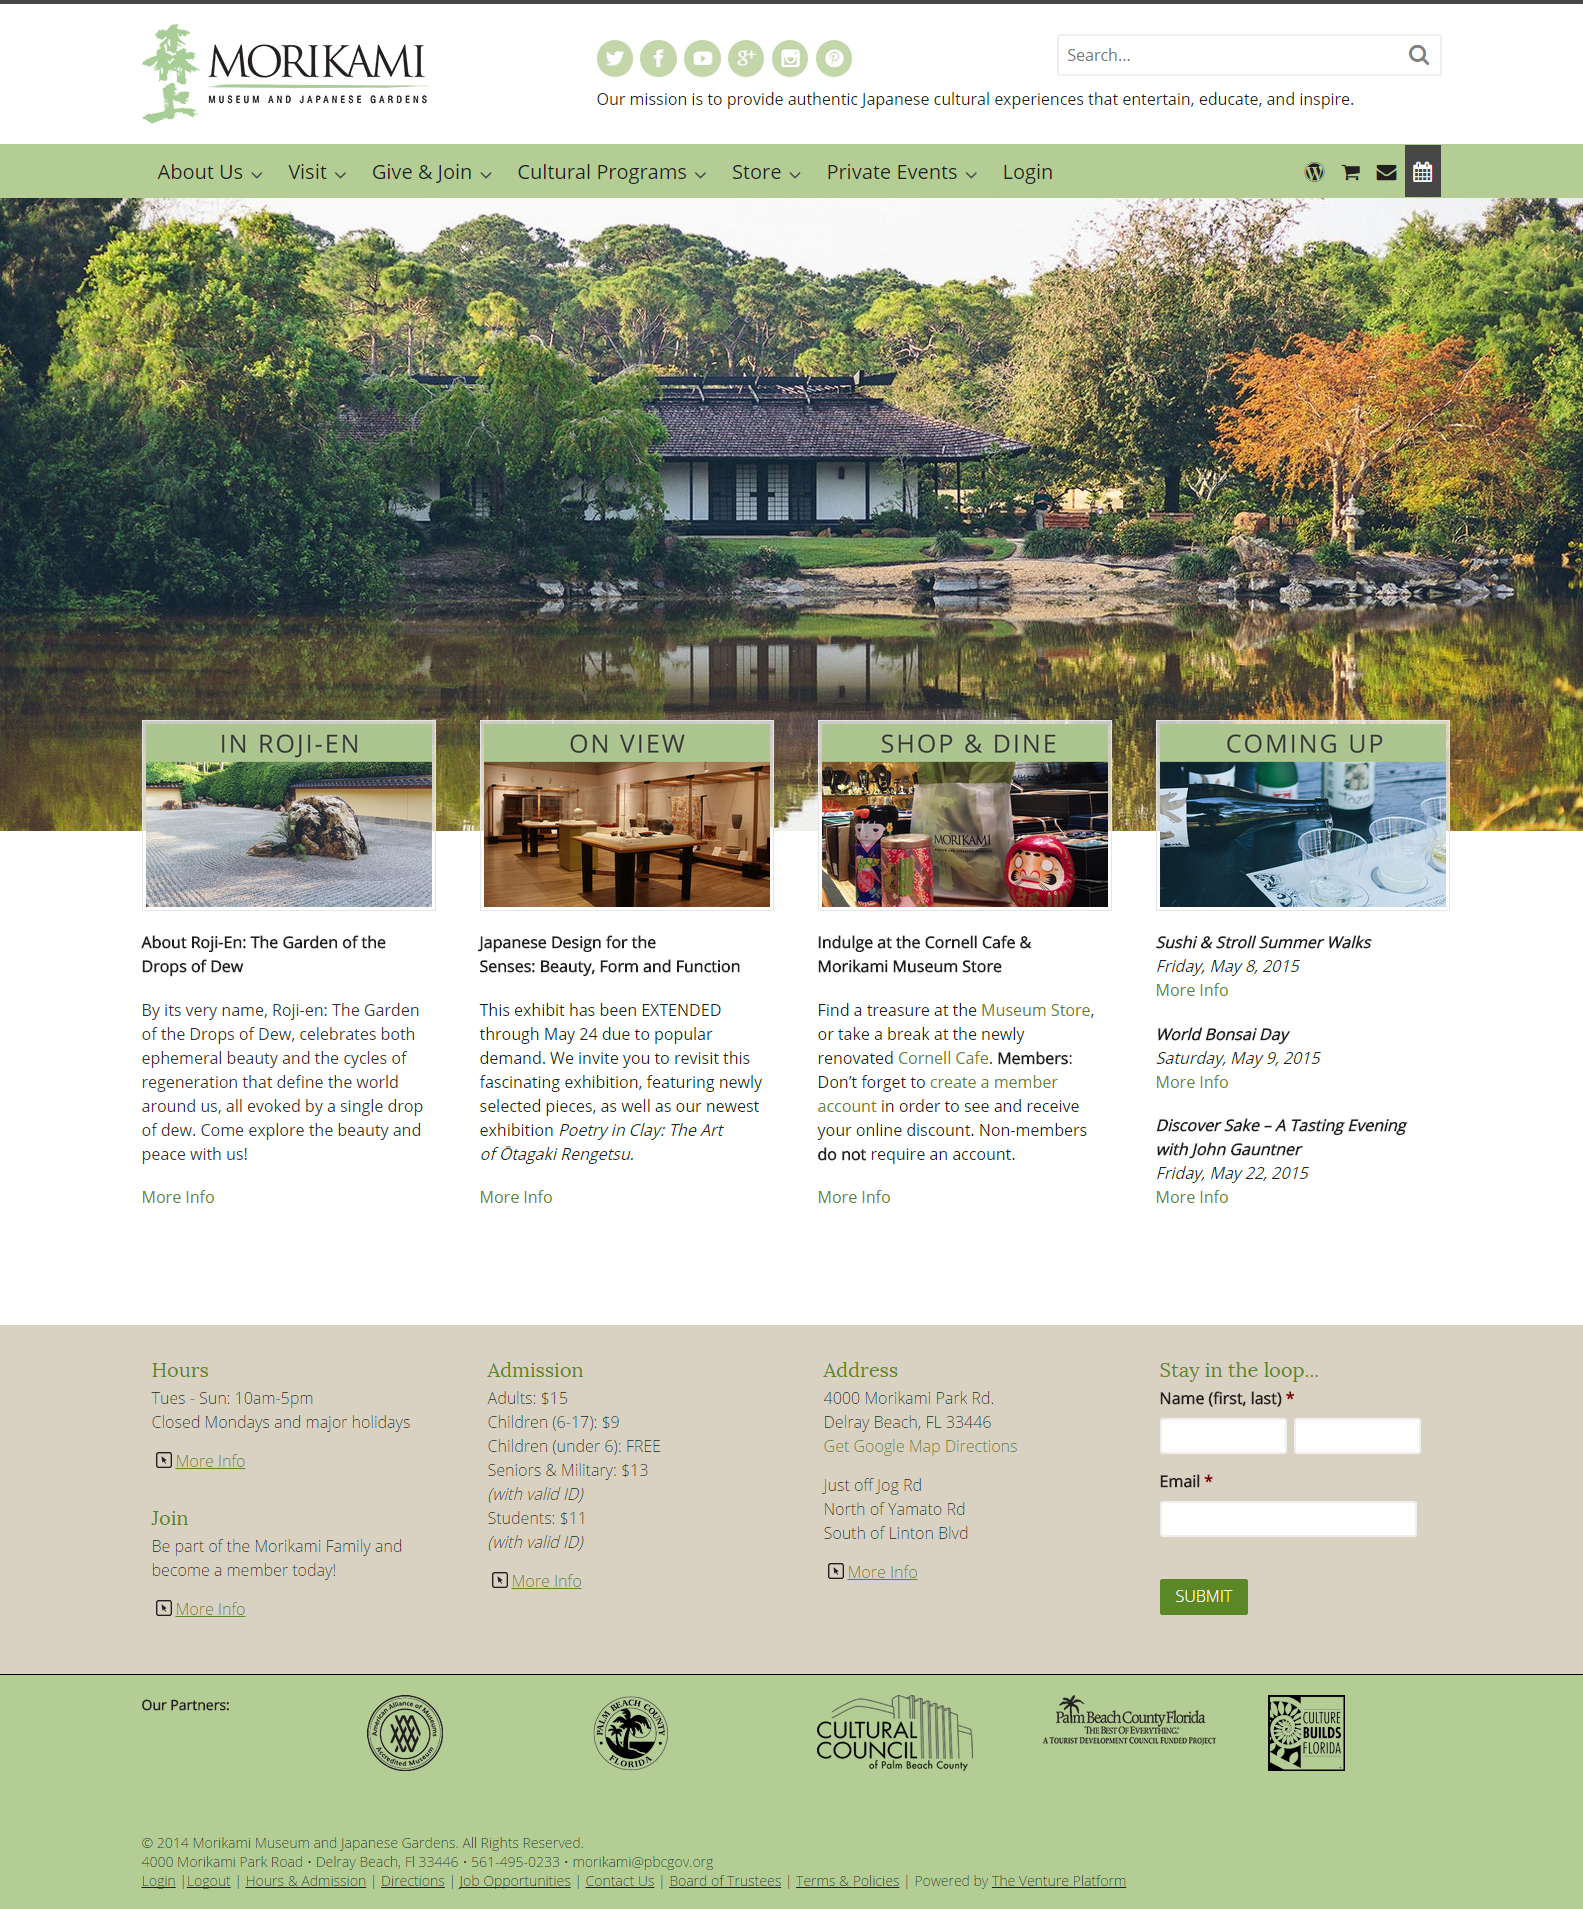 MORIKAMI
MUSEUM AND JAPANESE GARDENS
Search...
Our mission is to provide authentic Japanese cultural experiences that entertain, educate, and inspire.
About Us Visit Give & Join Cultural Programs Store Private Events Login
IN ROJI-EN
ON VIEW
SHOP & DINE
COMING UP
MORIKAMI
About Roji-En: The Garden of the
Drops of Dew
By its very name, Roji-en: The Garden
of the Drops of Dew, celebrates both
ephemeral beauty and the cycles of
regeneration that define the world
around us, all evoked by a single drop
of dew. Come explore the beauty and
peace with us!
More Info
Japanese Design for the
Senses: Beauty, Form and Function
This exhibit has been EXTENDED
through May 24 due to popular
demand. We invite you to revisit this
fascinating exhibition, featuring newly
selected pieces, as well as our newest
exhibition Poetry in Clay: The Art
of Ōtagaki Rengetsu.
More Info
Indulge at the Cornell Cafe &
Morikami Museum Store
Find a treasure at the Museum Store,
or take a break at the newly
renovated Cornell Cafe. Members:
Don’t forget to create a member
account in order to see and receive
your online discount. Non-members
do not require an account.
More Info
Sushi & Stroll Summer Walks
Friday, May 8, 2015
More Info
World Bonsai Day
Saturday, May 9, 2015
More Info
Discover Sake – A Tasting Evening
with John Gauntner
Friday, May 22, 2015
More Info
Hours
Tues - Sun: 10am-5pm
Closed Mondays and major holidays
More Info
Join
Be part of the Morikami Family and
become a member today!
More Info
Admission
Adults: $15
Children (6-17): $9
Children (under 6): FREE
Seniors & Military: $13
(with valid ID)
Students: $11
(with valid ID)
More Info
Address
4000 Morikami Park Rd.
Delray Beach, FL 33446
Get Google Map Directions
Just off Jog Rd
North of Yamato Rd
South of Linton Blvd
More Info
Stay in the loop...
Name (first, last) *
Email *
SUBMIT
Our Partners:
American Alliance of Museums
Accredited Museum
PALM BEACH COUNTY
FLORIDA
CULTURAL
COUNCIL
of Palm Beach County
Palm Beach County Florida
THE BEST OF EVERYTHING.
A TOURIST DEVELOPMENT COUNCIL FUNDED PROJECT
CULTURE
BUILDS
FLORIDA
© 2014 Morikami Museum and Japanese Gardens. All Rights Reserved.
4000 Morikami Park Road • Delray Beach, Fl 33446 • 561-495-0233 • morikami@pbcgov.org
Login |Logout | Hours & Admission | Directions | Job Opportunities | Contact Us | Board of Trustees | Terms & Policies | Powered by The Venture Platform